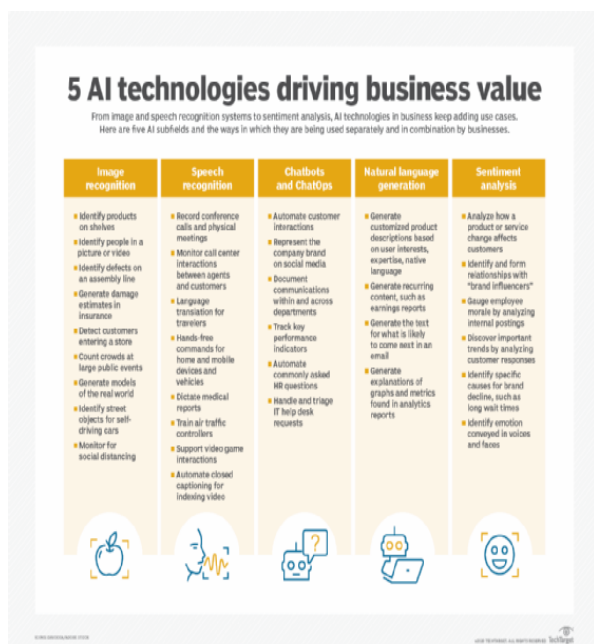 5 AI technologies driving business value
From image and speech recognition systems to sentiment analysis, AI technologies in business keep adding use cases.
Here are five AI subfields and the ways in which they are being used separately and in combination by businesses.
Image
recognition
■ Identify products
on shelves
■ Identify people in a
picture or video
■ Identify defects on
an assembly line
■ Generate damage
estimates in
insurance
■ Detect customers
entering a store
■ Count crowds at
large public events
■ Generate models
of the real world
■ Identify street
objects for self-
driving cars
■ Monitor for
social distancing
Speech
recognition
■ Record conference
calls and physical
meetings
■ Monitor call center
interactions
between agents
and customers
■ Language
translation for
travelers
■ Hands-free
commands for
home and mobile
devices and
vehicles
■ Dictate medical
reports
■ Train air traffic
controllers
■ Support video game
interactions
■ Automate closed
captioning for
indexing video
Chatbots
and ChatOps
■ Automate customer
interactions
■ Represent the
company brand
on social media
■ Document
communications
within and across
departments
■ Track key
performance
indicators
■ Automate
commonly asked
HR questions
■ Handle and triage
IT help desk
requests
?
Natural language
generation
■ Generate
customized product
descriptions based
on user interests,
expertise, native
language
■ Generate recurring
content, such as
earnings reports
■ Generate the text
for what is likely
to come next in an
email
■ Generate
explanations of
graphs and metrics
found in analytics
reports
Sentiment
analysis
■ Analyze how a
product or service
change affects
customers
■ Identify and form
relationships with
"brand influencers"
■ Gauge employee
morale by analyzing
internal postings
■ Discover important
trends by analyzing
customer responses
■ Identify specific
causes for brand
decline, such as
long wait times
■ Identify emotion
conveyed in voices
and faces
TechTarget